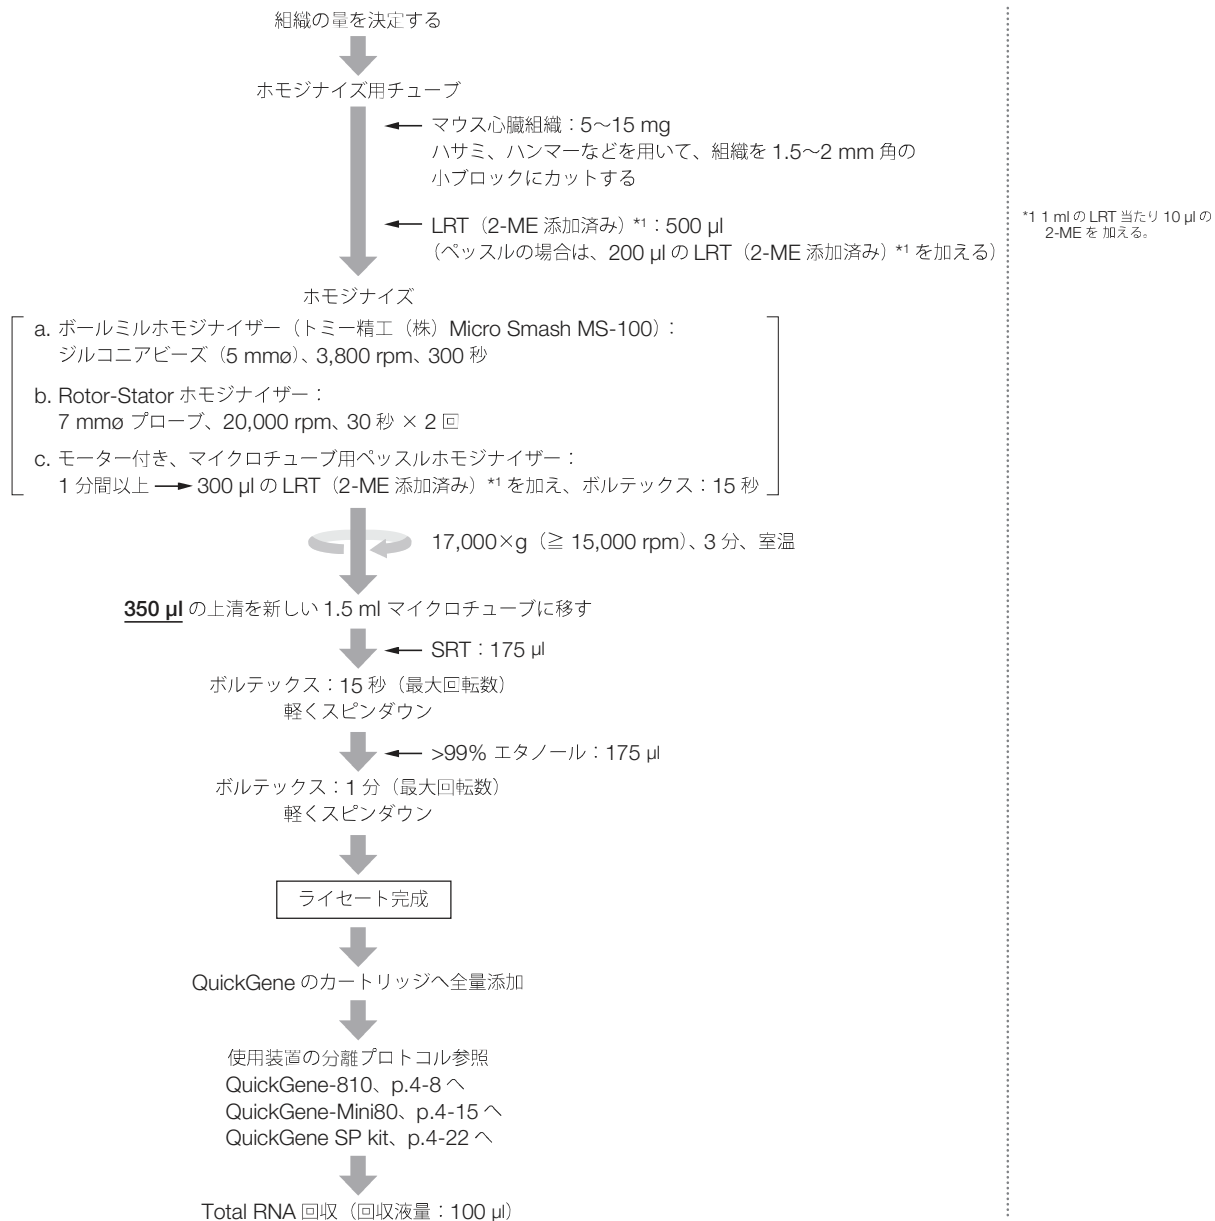 組織の量を決定する
ホモジナイズ用チューブ
マウス心臓組織：5〜15 mg
ハサミ、ハンマーなどを用いて、組織を 1.5〜2 mm 角の
小ブロックにカットする
LRT（2-ME 添加済み）*1：500 µl
（ペッスルの場合は、200 µl の LRT（2-ME 添加済み）*1 を加える）
*1 1 ml の LRT 当たり 10 µl の
2-ME を 加える。
ホモジナイズ
a. ボールミルホモジナイザー（トミー精工（株）Micro Smash MS-100）：
ジルコニアビーズ（5 mmø）、3,800 rpm、300 秒
b. Rotor-Stator ホモジナイザー：
7 mmø プローブ、20,000 rpm、30 秒 × 2 回
c. モーター付き、マイクロチューブ用ペッスルホモジナイザー：
1 分間以上 → 300 µl の LRT（2-ME 添加済み）*1 を加え、ボルテックス：15 秒
17,000×g（≧ 15,000 rpm）、3 分、室温
350 µl の上清を新しい 1.5 ml マイクロチューブに移す
SRT：175 µl
ボルテックス：15 秒（最大回転数）
軽くスピンダウン
>99% エタノール：175 µl
ボルテックス：1 分（最大回転数）
軽くスピンダウン
ライセート完成
QuickGene のカートリッジへ全量添加
使用装置の分離プロトコル参照
QuickGene-810、p.4-8 へ
QuickGene-Mini80、p.4-15 へ
QuickGene SP kit、p.4-22 へ
Total RNA 回収（回収液量：100 µl）